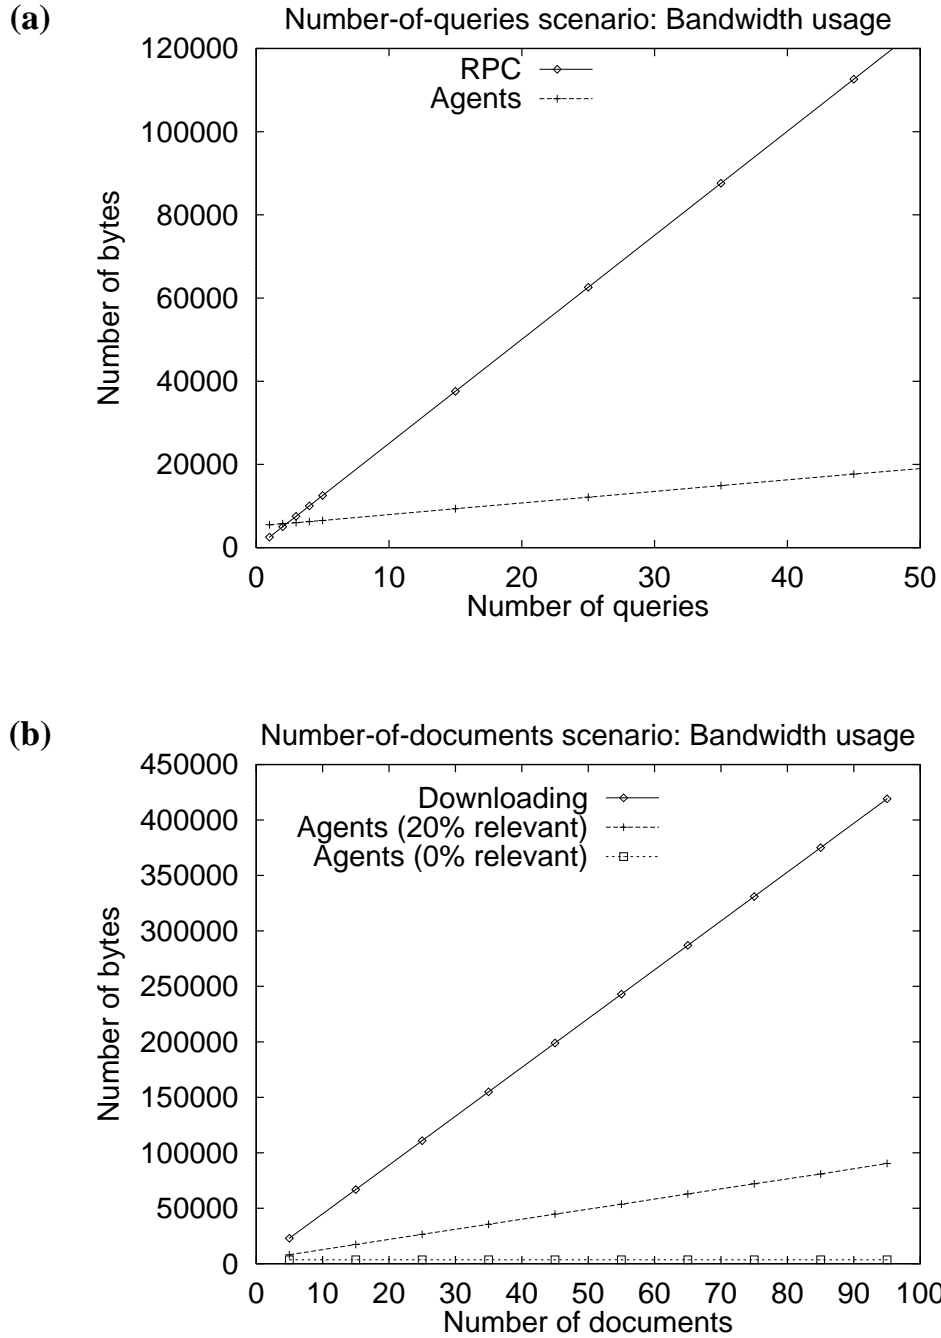 (a)
Number-of-queries scenario: Bandwidth usage
120000
100000
80000
60000
40000
20000
0
Number of bytes
RPC
Agents
0 10 20 30 40 50
Number of queries
(b)
Number-of-documents scenario: Bandwidth usage
450000
400000
350000
300000
250000
200000
150000
100000
50000
0
Number of bytes
Downloading
Agents (20% relevant)
Agents (0% relevant)
0 10 20 30 40 50 60 70 80 90 100
Number of documents